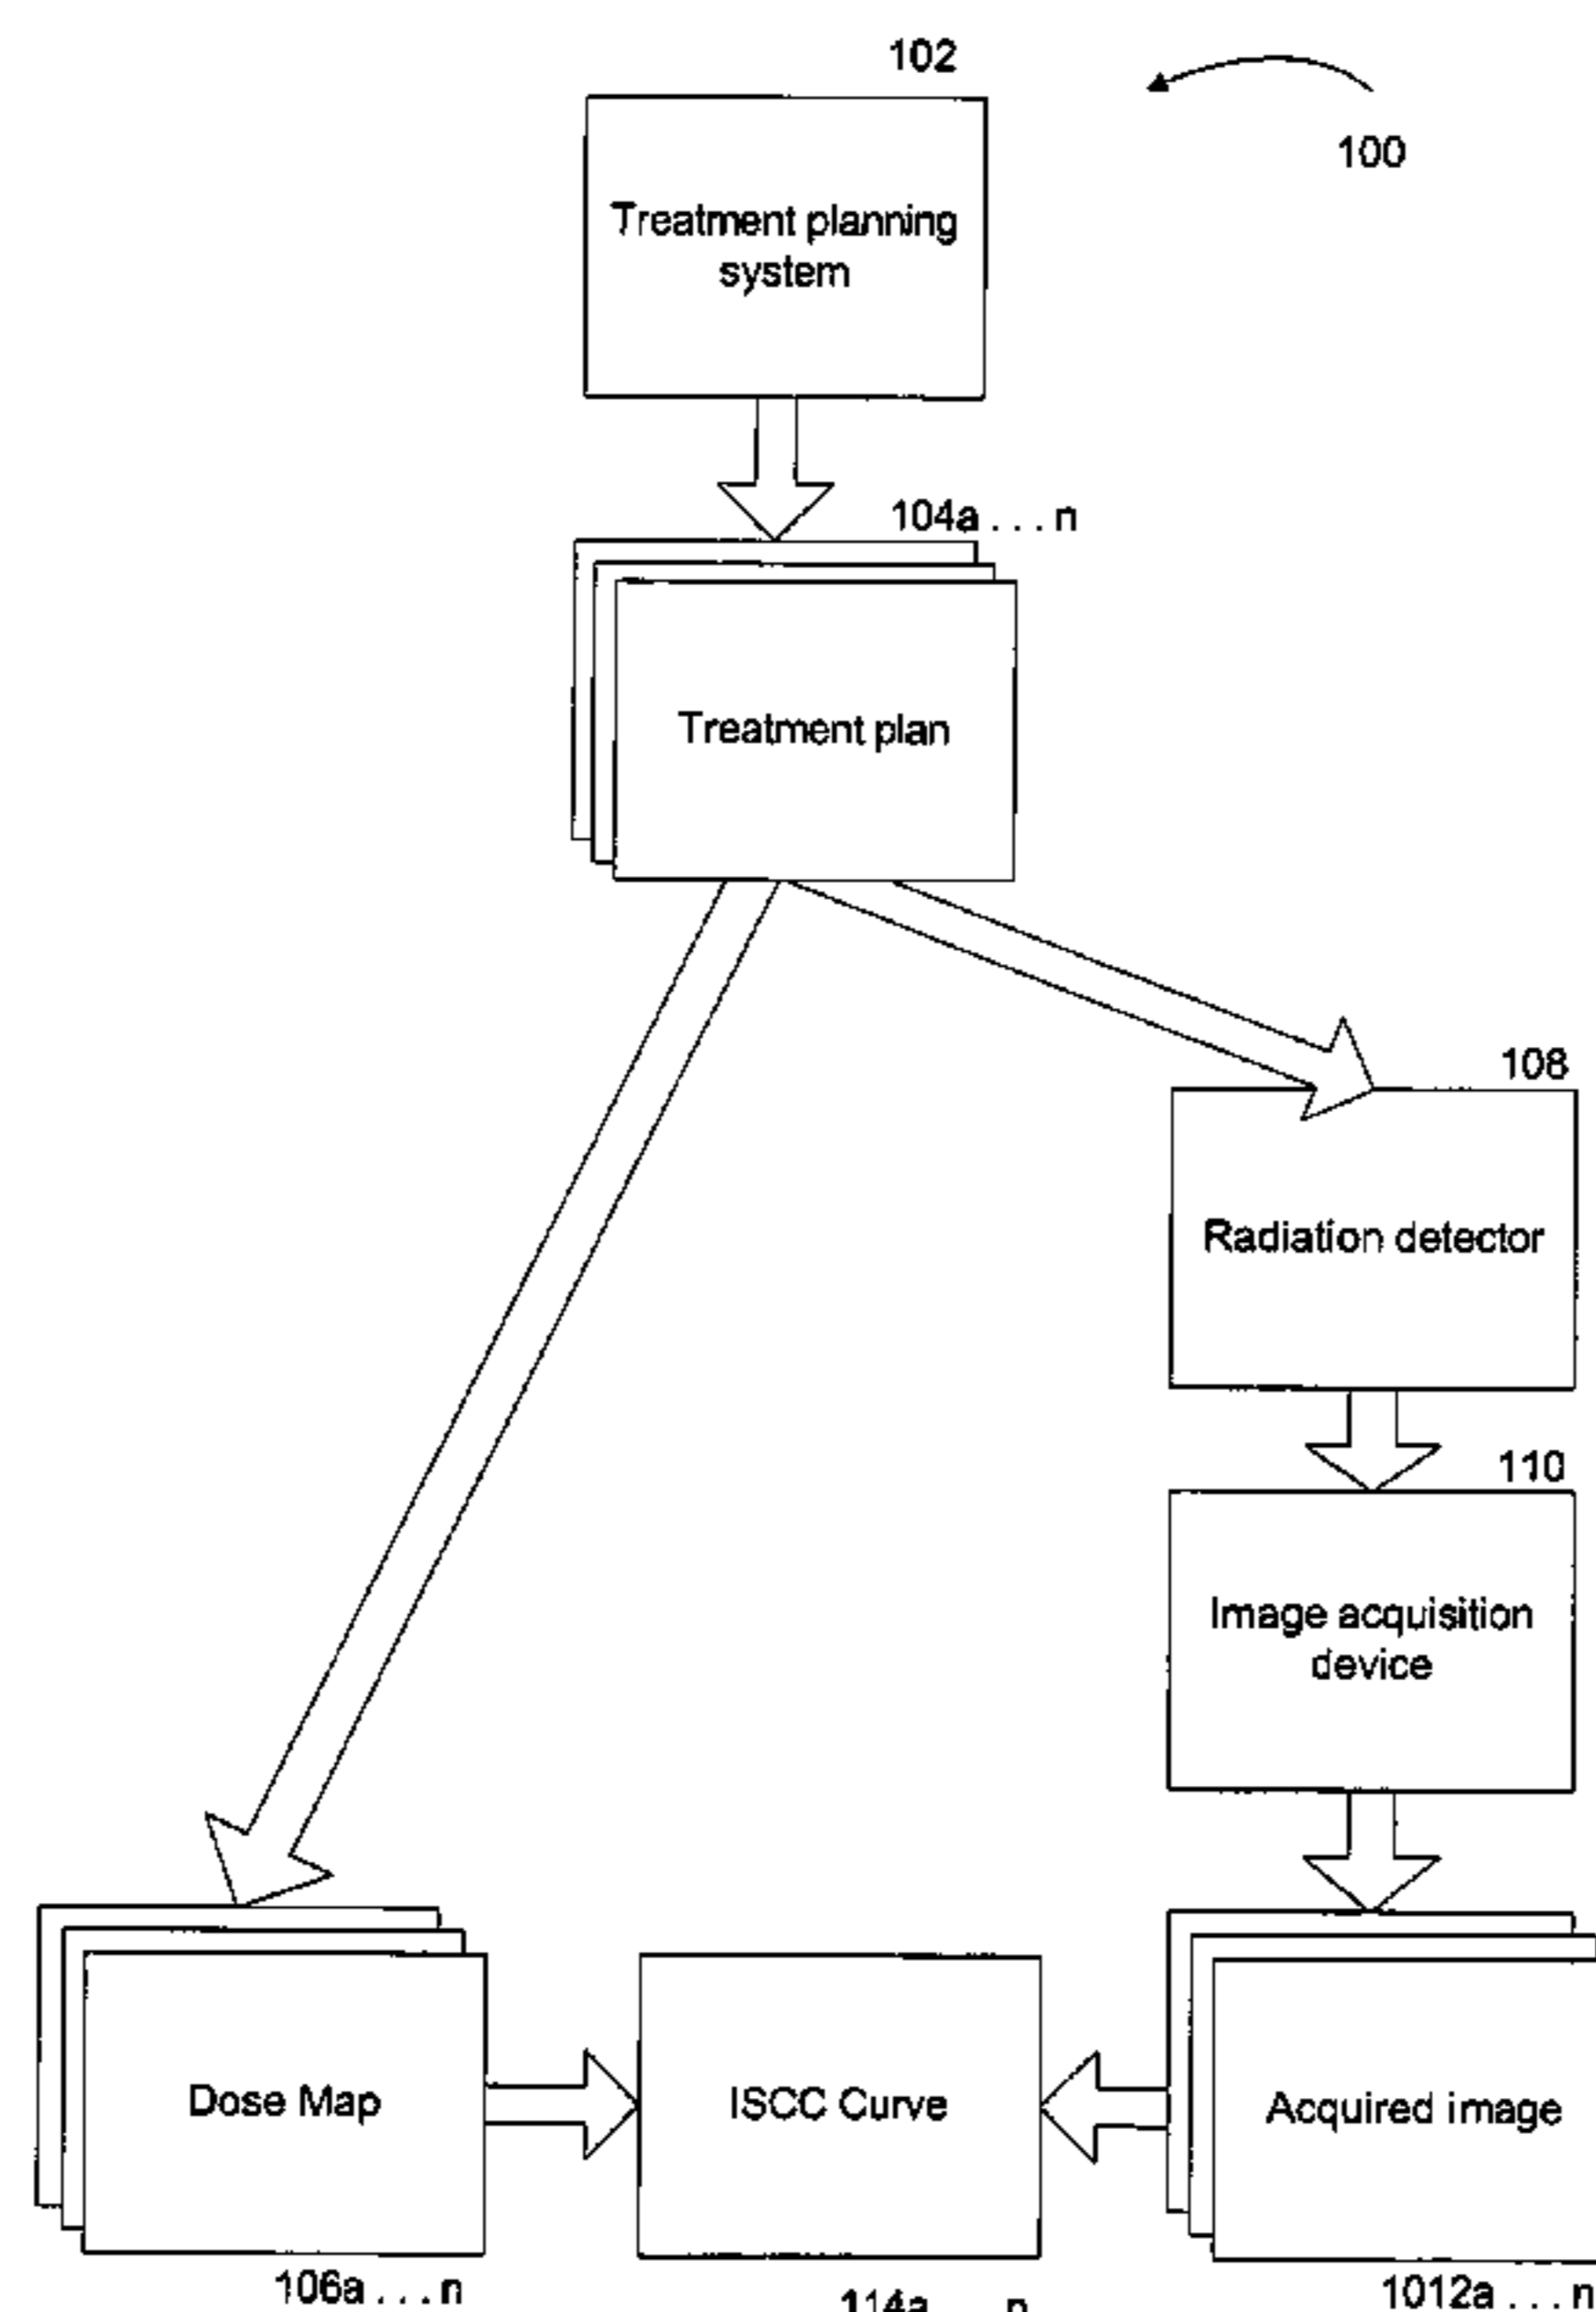 102
100
Treatment planning
system
104a . . . n
Treatment plan
108
Radiation detector
110
Image acquisition
device
Dose Map
ISCC Curve
Acquired image
106a . . . n
114a . . . n
1012a . . . n